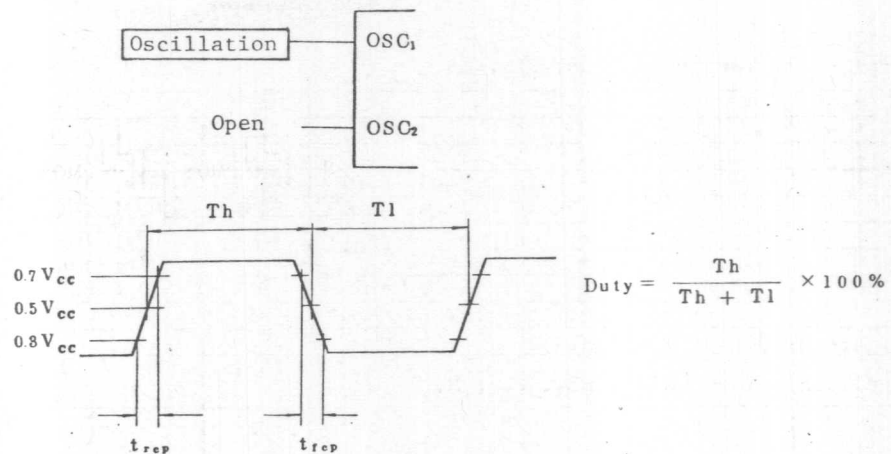 Oscillation OSC₁
Open OSC₂
Th Tl
0.7 Vcc
0.5 Vcc
0.8 Vcc
trcp tfcp
Duty = Th / Th + Tl × 100%